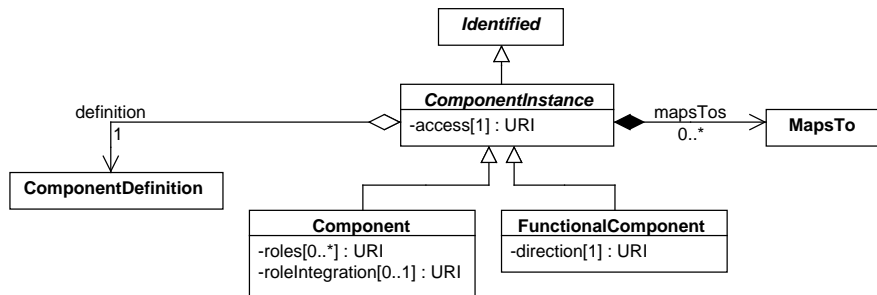 Identified
ComponentInstance
-access[1] : URI
definition
1
mapsTos
0..*
MapsTo
ComponentDefinition
Component
-roles[0..*] : URI
-roleIntegration[0..1] : URI
FunctionalComponent
-direction[1] : URI